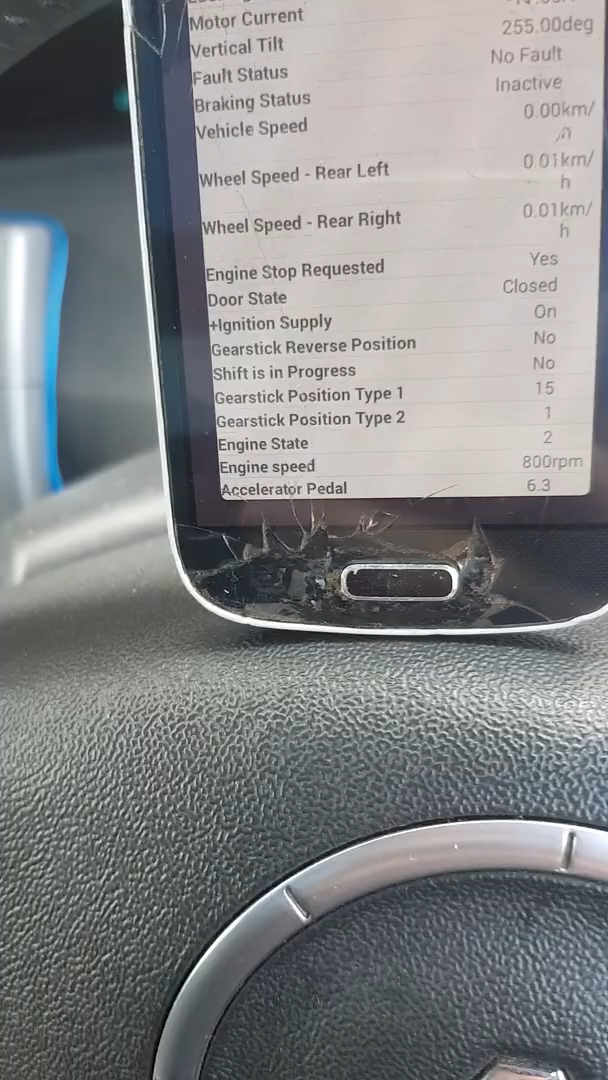 Motor Current
Vertical Tilt 255.00deg
Fault Status No Fault
Braking Status Inactive
Vehicle Speed 0.00km/
h
Wheel Speed - Rear Left 0.01km/
h
Wheel Speed - Rear Right 0.01km/
h
Engine Stop Requested Yes
Door State Closed
+Ignition Supply On
Gearstick Reverse Position No
Shift is in Progress No
Gearstick Position Type 1 15
Gearstick Position Type 2 1
Engine State 2
Engine speed 800rpm
Accelerator Pedal 6.3